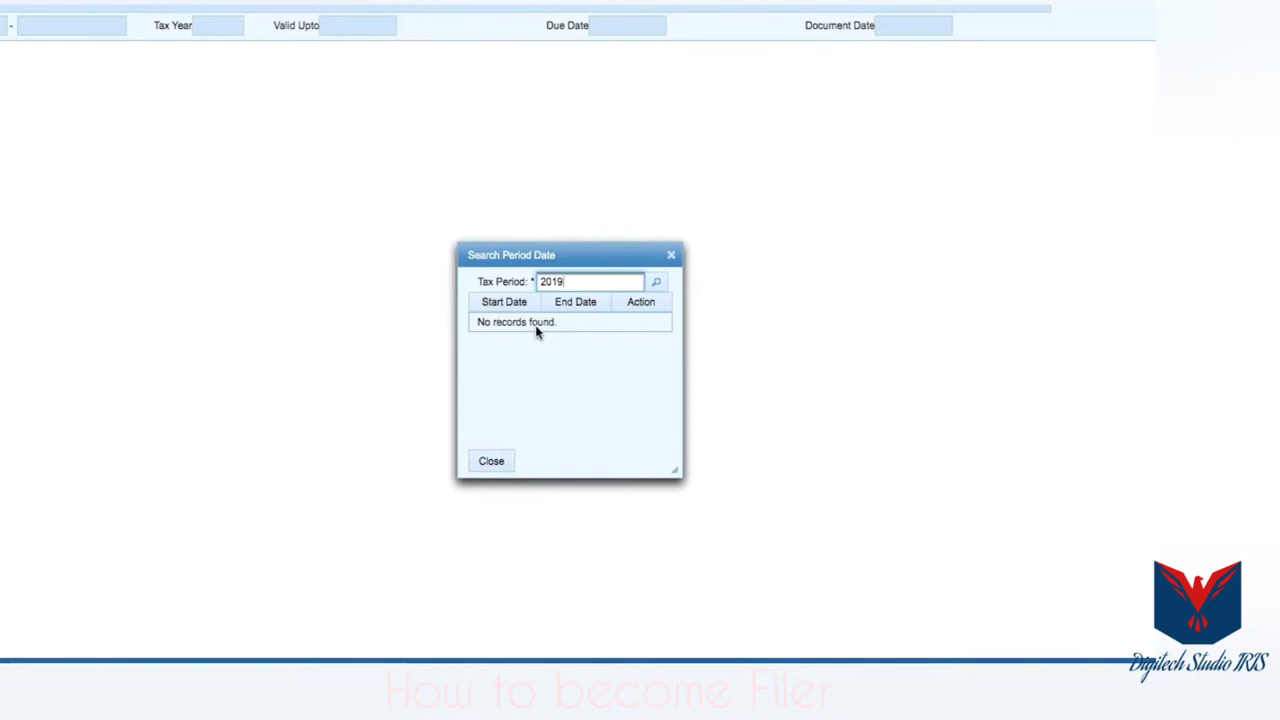 - Tax Year Valid Upto Due Date Document Date
Search Period Date
Tax Period: * 2019
Start Date End Date Action
No records found.
Close
Digitech Studio IRIS
How to become Filer